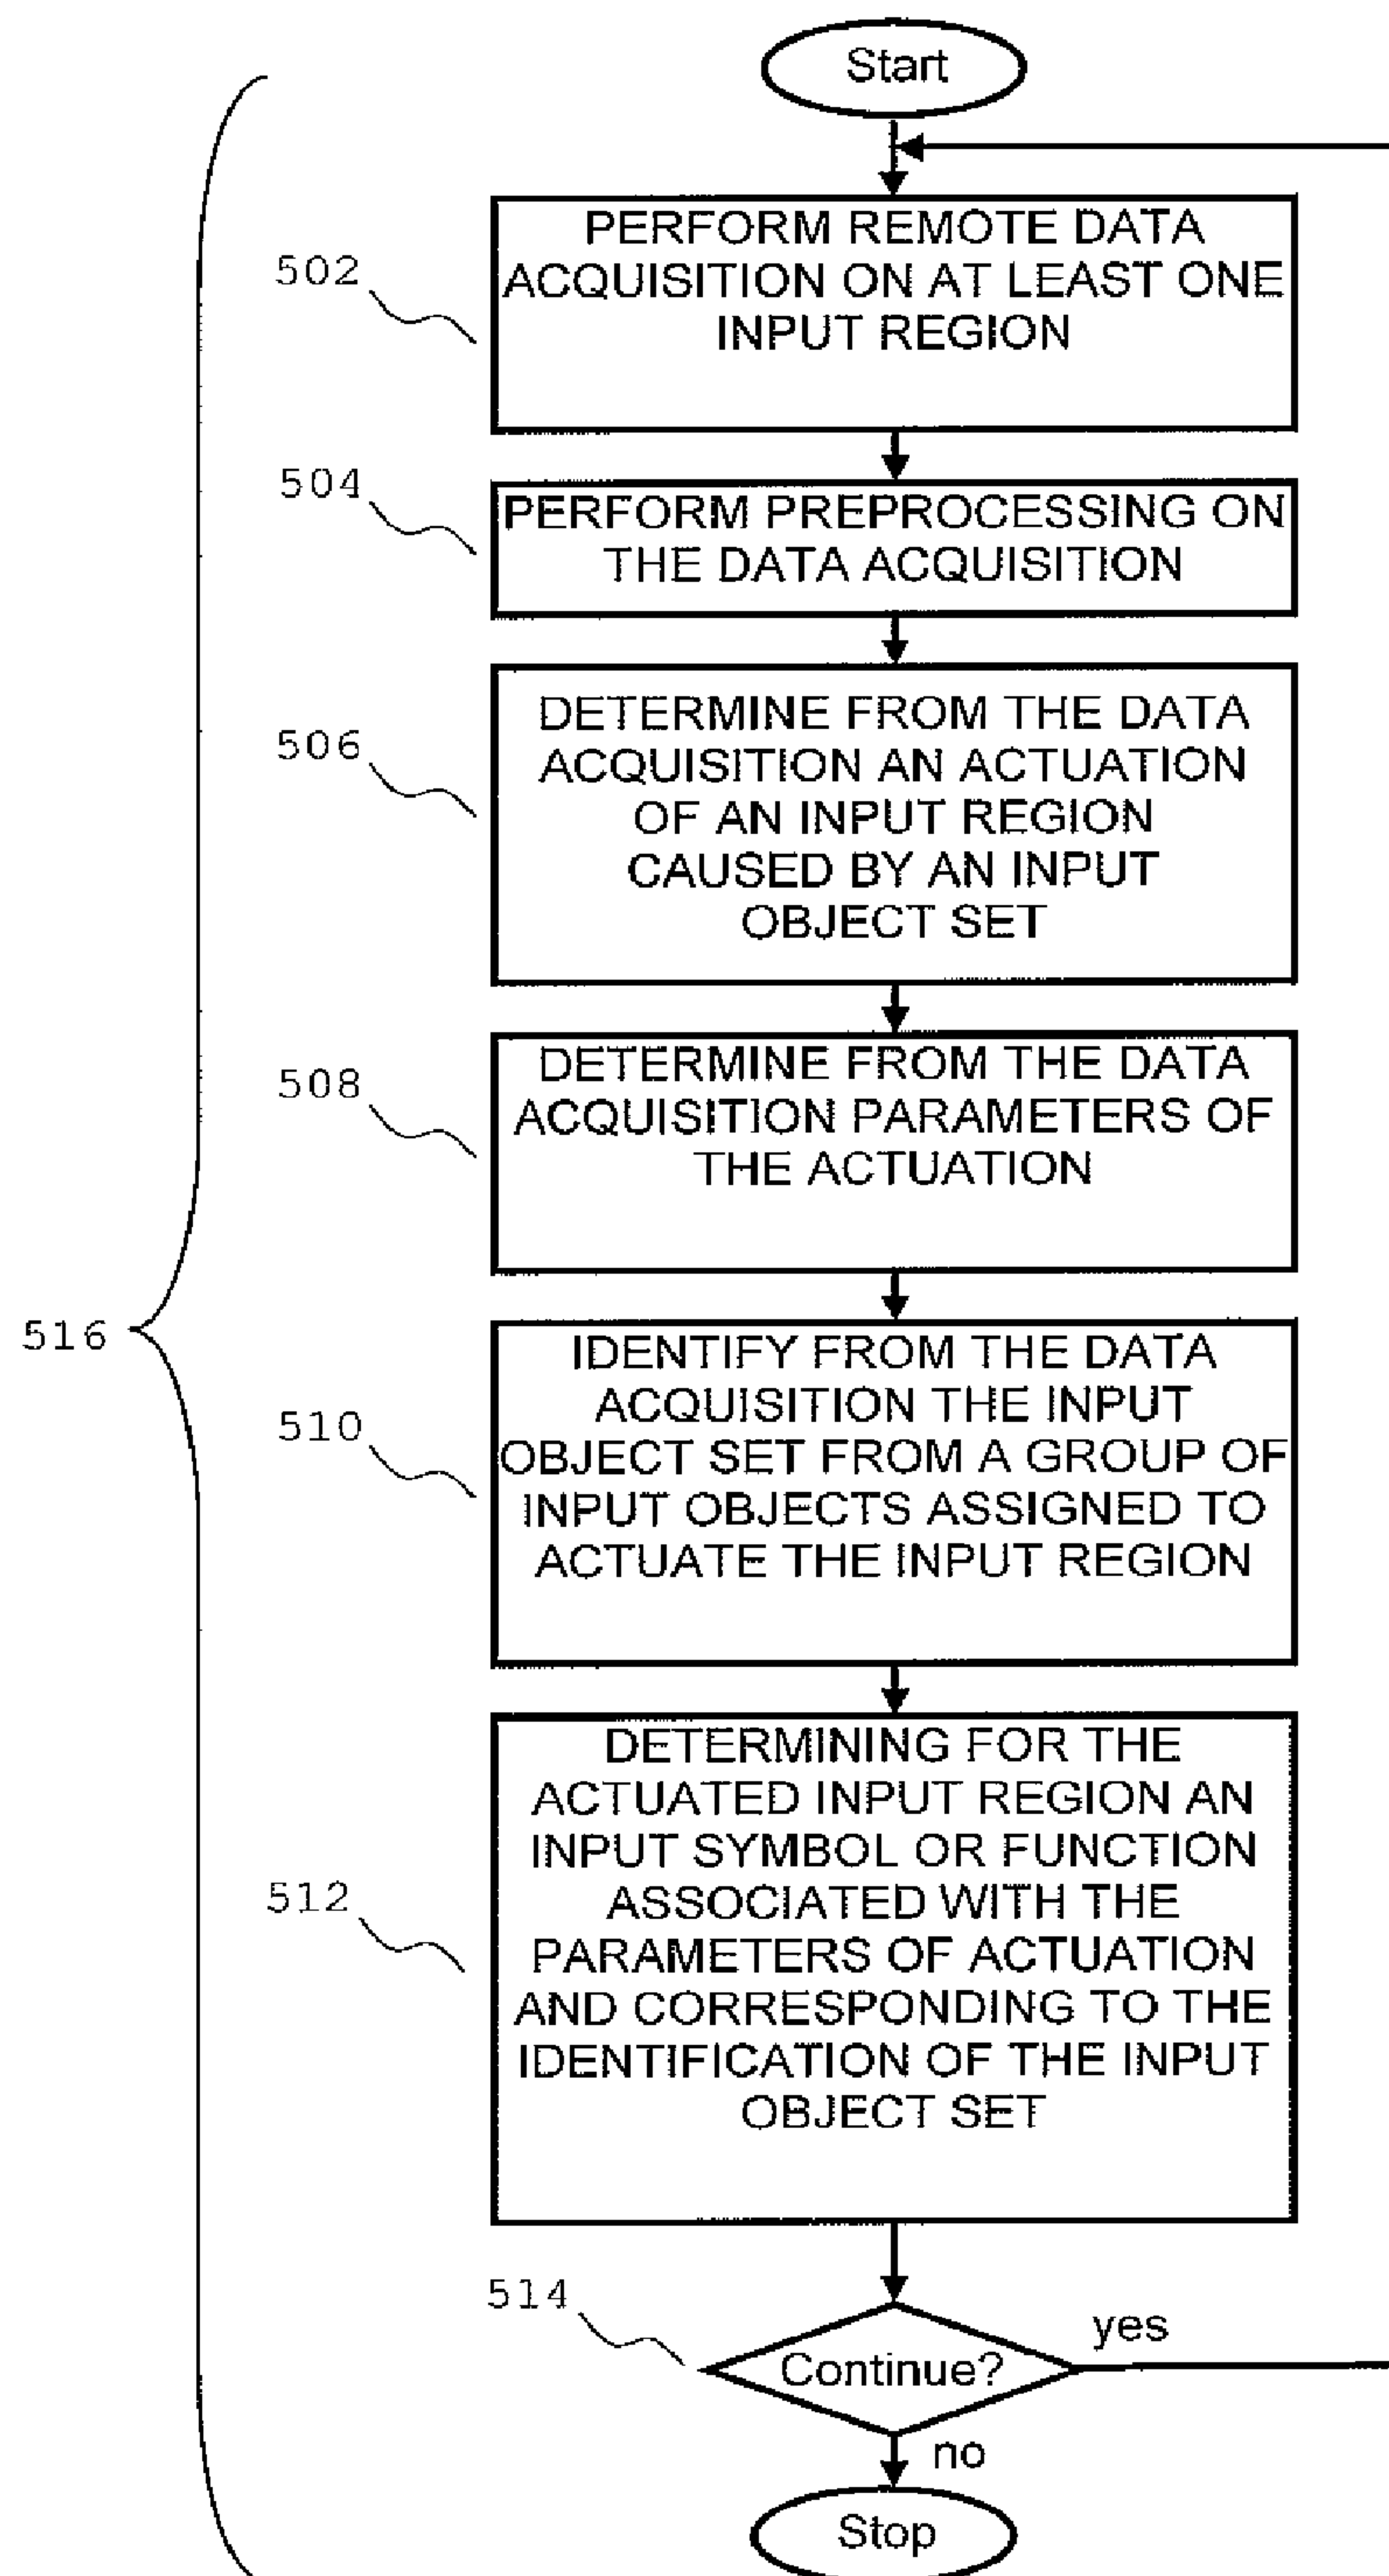 Start
502
PERFORM REMOTE DATA
ACQUISITION ON AT LEAST ONE
INPUT REGION
504
PERFORM PREPROCESSING ON
THE DATA ACQUISITION
506
DETERMINE FROM THE DATA
ACQUISITION AN ACTUATION
OF AN INPUT REGION
CAUSED BY AN INPUT
OBJECT SET
508
DETERMINE FROM THE DATA
ACQUISITION PARAMETERS OF
THE ACTUATION
516
510
IDENTIFY FROM THE DATA
ACQUISITION THE INPUT
OBJECT SET FROM A GROUP OF
INPUT OBJECTS ASSIGNED TO
ACTUATE THE INPUT REGION
512
DETERMINING FOR THE
ACTUATED INPUT REGION AN
INPUT SYMBOL OR FUNCTION
ASSOCIATED WITH THE
PARAMETERS OF ACTUATION
AND CORRESPONDING TO THE
IDENTIFICATION OF THE INPUT
OBJECT SET
514
Continue?
yes
no
Stop